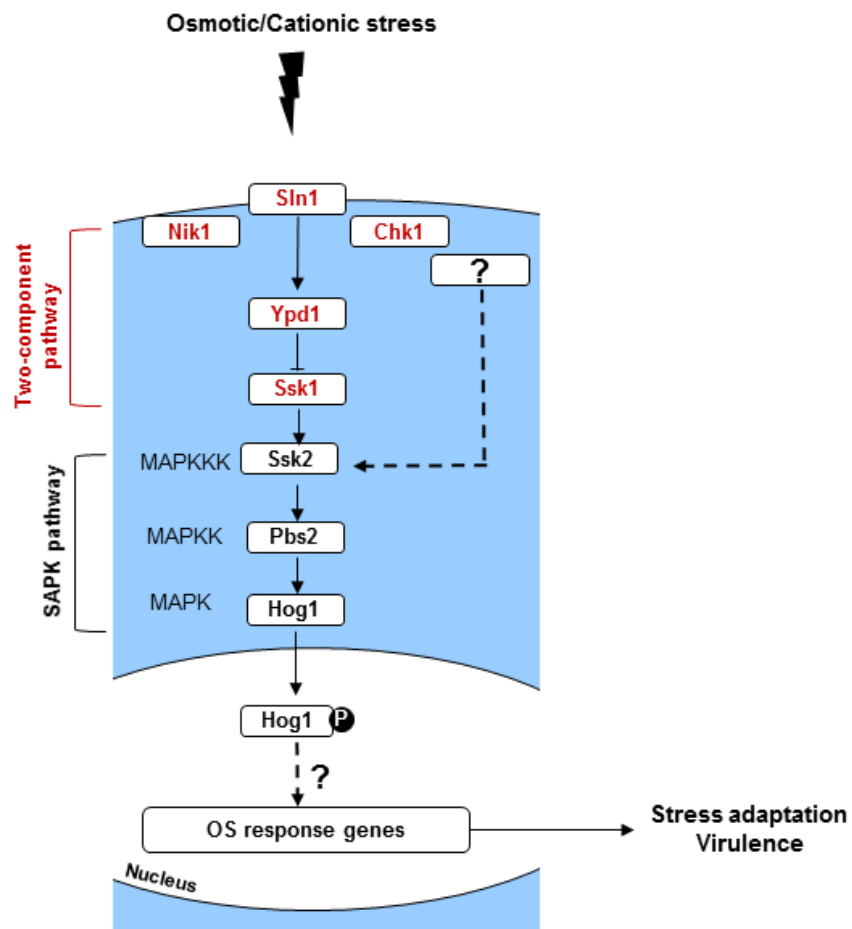 Osmotic/Cationic stress
Sln1
Nik1
Chk1
?
Two-component
pathway
Ypd1
Ssk1
SAPK pathway
MAPKKK
Ssk2
MAPKK
Pbs2
MAPK
Hog1
Hog1
P
?
OS response genes
Stress adaptation
Virulence
Nucleus